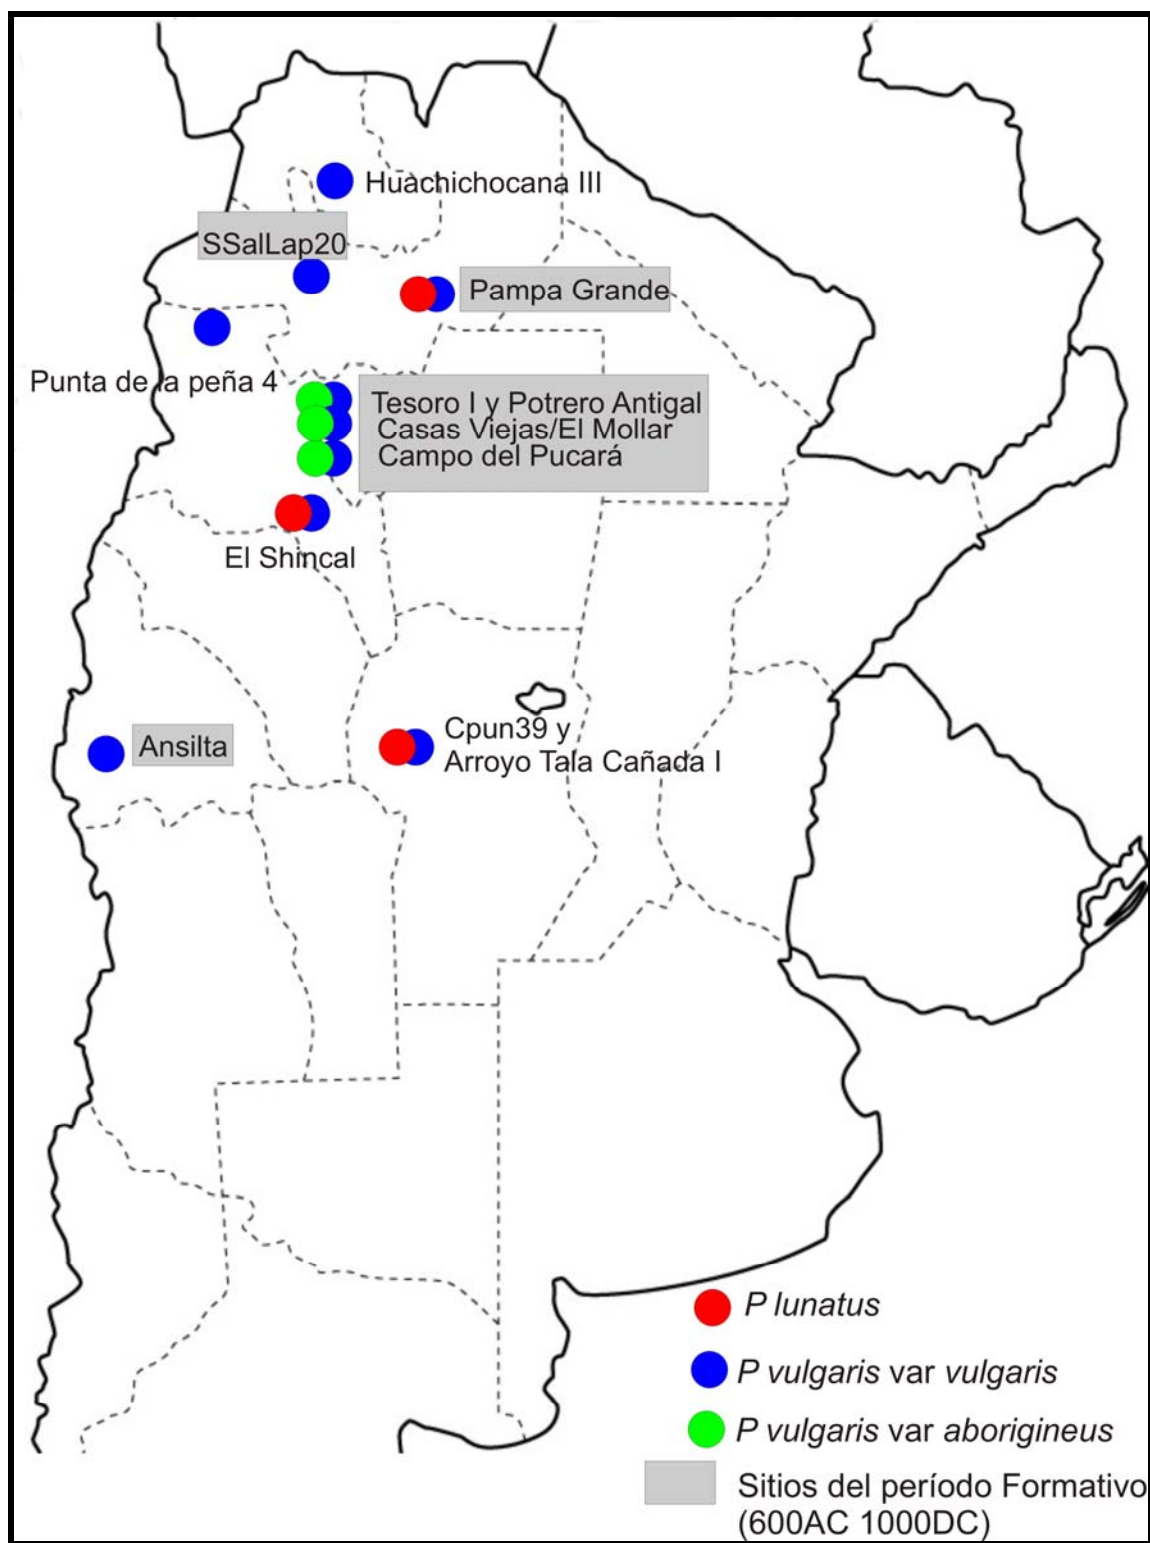 Huachichocana III
SSalLap20
Pampa Grande
Punta de la peña 4
Tesoro I y Potrero Antigal
Casas Viejas/El Mollar
Campo del Pucará
El Shincal
Ansilta
Cpun39 y
Arroyo Tala Cañada I
P lunatus
P vulgaris var vulgaris
P vulgaris var aborigineus
Sitios del período Formativo
(600AC 1000DC)